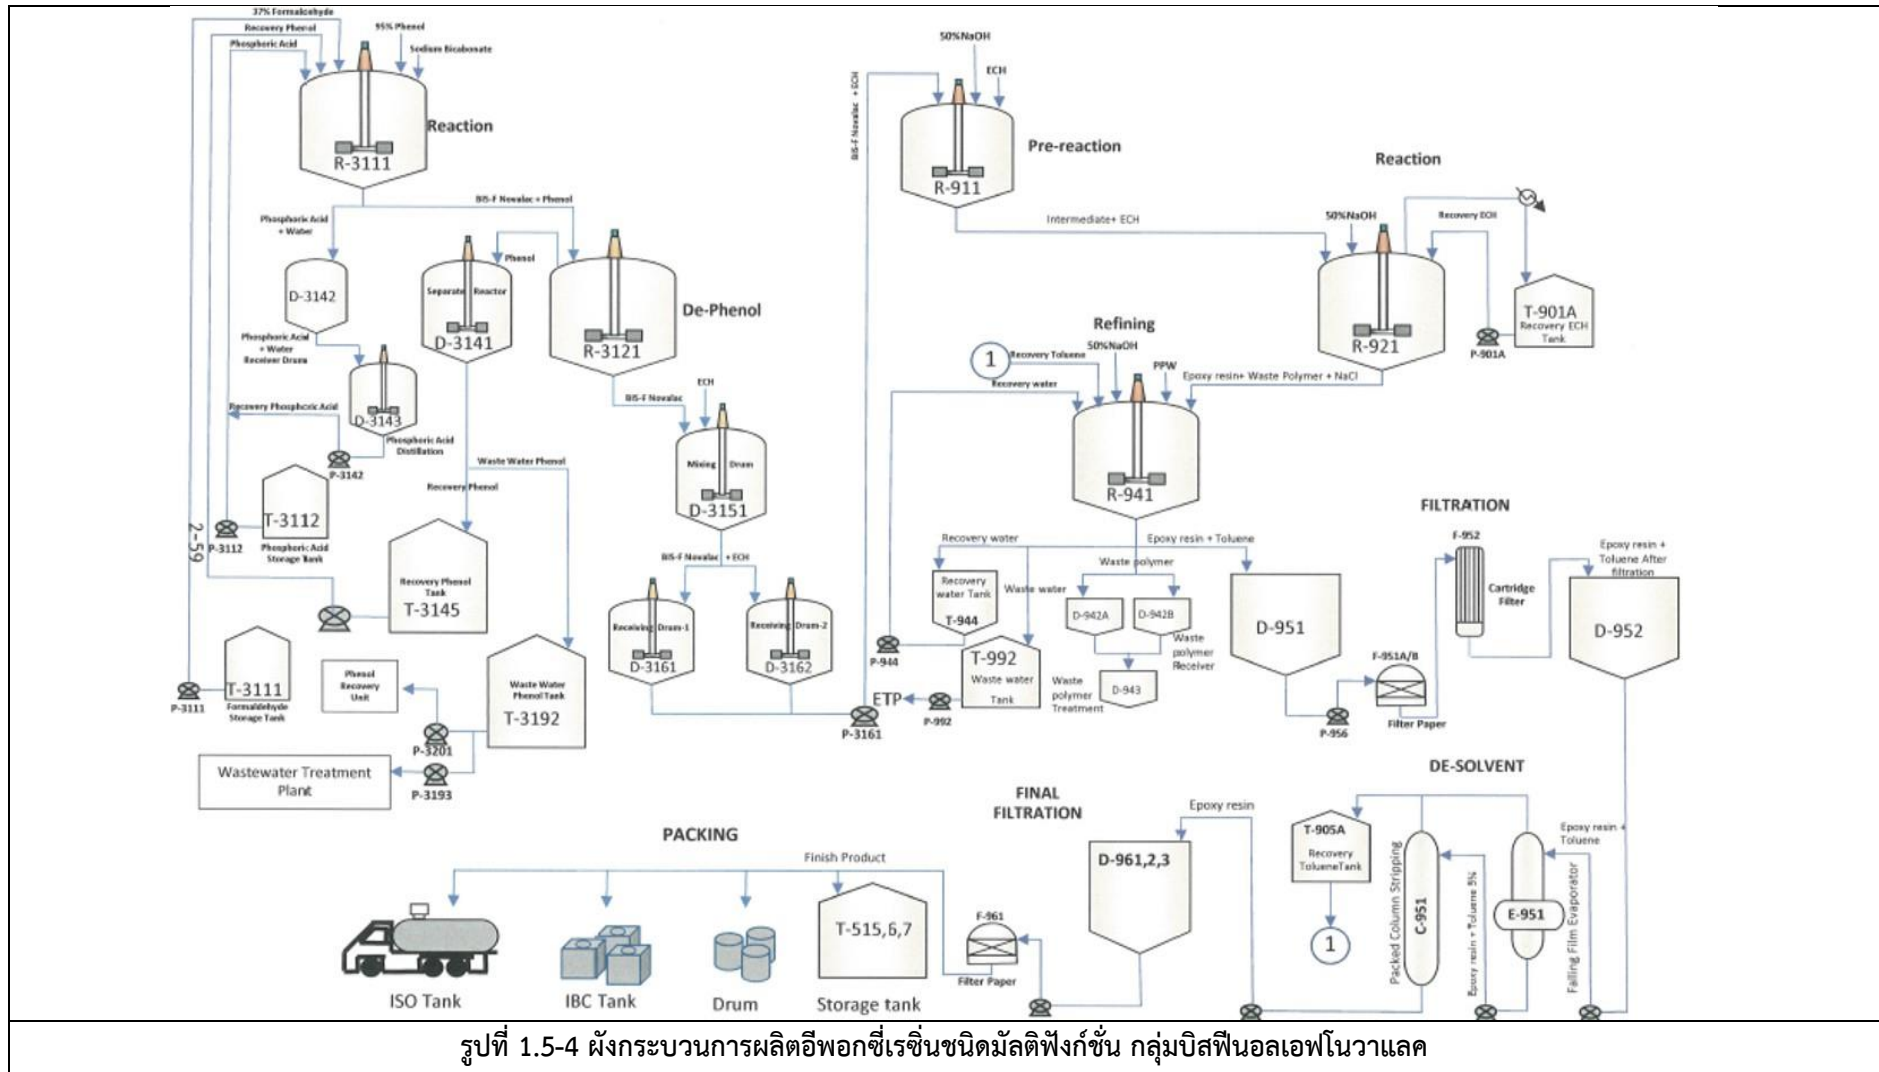 37% Formalcehyde
Recovery Phenol
Phosphoric Acid
95% Phenol
Sodium Bicabonate
Reaction
R-3111
BIS-F Novalac + Phenol
Phosphoric Acid
+ Water
D-3142
Phosphoric Acid
+ Water
Receiver Drum
D-3143
Recovery Phosphoric Acid
Phosphoric Acid
Distillation
P-3142
T-3112
P-3112
Phosphoric Acid
Storage Tank
2-59
Phenol
Separate Reactor
D-3141
De-Phenol
R-3121
ECH
BIS-F Novalac
Mixing Drum
D-3151
Waste Water Phenol
Recovery Phenol
Recovery Phenol
Tank
T-3145
BIS-F Novalac + ECH
Receiving Drum-1
D-3161
Receiving Drum-2
D-3162
P-3161
T-3111
P-3111
Formaldehyde
Storage Tank
Phenol
Recovery
Unit
Waste Water
Phenol Tank
T-3192
P-3201
Wastewater Treatment
Plant
P-3193
BIS-F Novalac + ECH
50%NaOH
ECH
Pre-reaction
R-911
Intermediate+ ECH
Reaction
50%NaOH
Recovery ECH
R-921
T-901A
Recovery ECH
Tank
P-901A
Refining
1
Recovery Toluene
50%NaOH
PPW
Recovery water
Epoxy resin+ Waste Polymer + NaCl
R-941
Recovery water
Epoxy resin + Toluene
Waste polymer
Recovery
water Tank
T-944
Waste water
P-944
D-942A
D-942B
Waste
polymer
Receiver
D-943
Waste
polymer
Treatment
T-992
Waste water
Tank
ETP
P-992
D-951
P-956
F-951A/B
Filter Paper
FILTRATION
F-952
Cartridge
Filter
Epoxy resin +
Toluene After
filtration
D-952
DE-SOLVENT
T-905A
Recovery
TolueneTank
1
Packed Column Stripping
C-951
Epoxy resin + Toluene 5%
E-951
Falling Film Evaporator
Epoxy resin +
Toluene
FINAL
FILTRATION
Epoxy resin
D-961,2,3
F-961
Filter Paper
PACKING
Finish Product
T-515,6,7
ISO Tank
IBC Tank
Drum
Storage tank
รูปที่ 1.5-4 ผังกระบวนการผลิตอีพอกซี่เรซิ่นชนิดมัลติฟังก์ชั่น กลุ่มบิสฟีนอลเอฟโนวาแลค